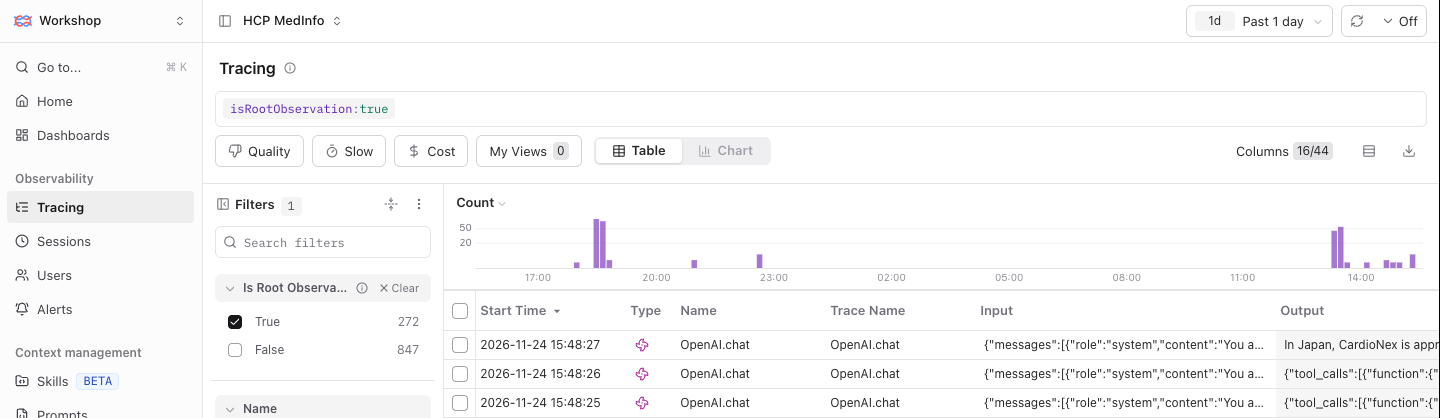 Workshop
HCP MedInfo
1d Past 1 day
Off
Go to...
⌘ K
Home
Dashboards
Observability
Tracing
Sessions
Users
Alerts
Context management
Skills BETA
Prompts
Tracing
isRootObservation:true
Quality
Slow
Cost
My Views 0
Table
Chart
Columns 16/44
Filters 1
Search filters
Is Root Observa...
Clear
True 272
False 847
Name
Count
50
20
17:00 20:00 23:00 02:00 05:00 08:00 11:00 14:00
Start Time Type Name Trace Name Input Output
2026-11-24 15:48:27 OpenAI.chat OpenAI.chat {"messages":[{"role":"system","content":"You a... In Japan, CardioNex is appr
2026-11-24 15:48:26 OpenAI.chat OpenAI.chat {"messages":[{"role":"system","content":"You a... {"tool_calls":[{"function":{"
2026-11-24 15:48:25 OpenAI.chat OpenAI.chat {"messages":[{"role":"system","content":"You a... {"tool_calls":[{"function":{"